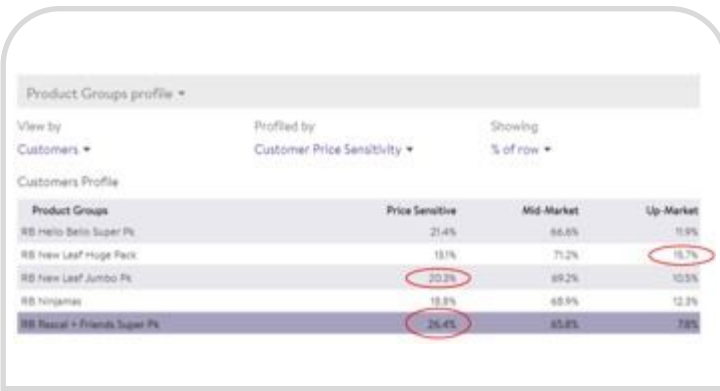 Product Groups profile
View by Profiled by Showing
Customers Customer Price Sensitivity % of row
Customers Profile
Product Groups Price Sensitive Mid-Market Up-Market
RB Hello Bello Super Pk 21.4% 66.6% 11.9%
RB New Leaf Huge Pack 13.1% 71.2% 15.7%
RB New Leaf Jumbo Pk 20.3% 69.2% 10.5%
RB Ninjamas 18.8% 68.9% 12.3%
RB Rascal + Friends Super Pk 26.4% 65.8% 7.8%